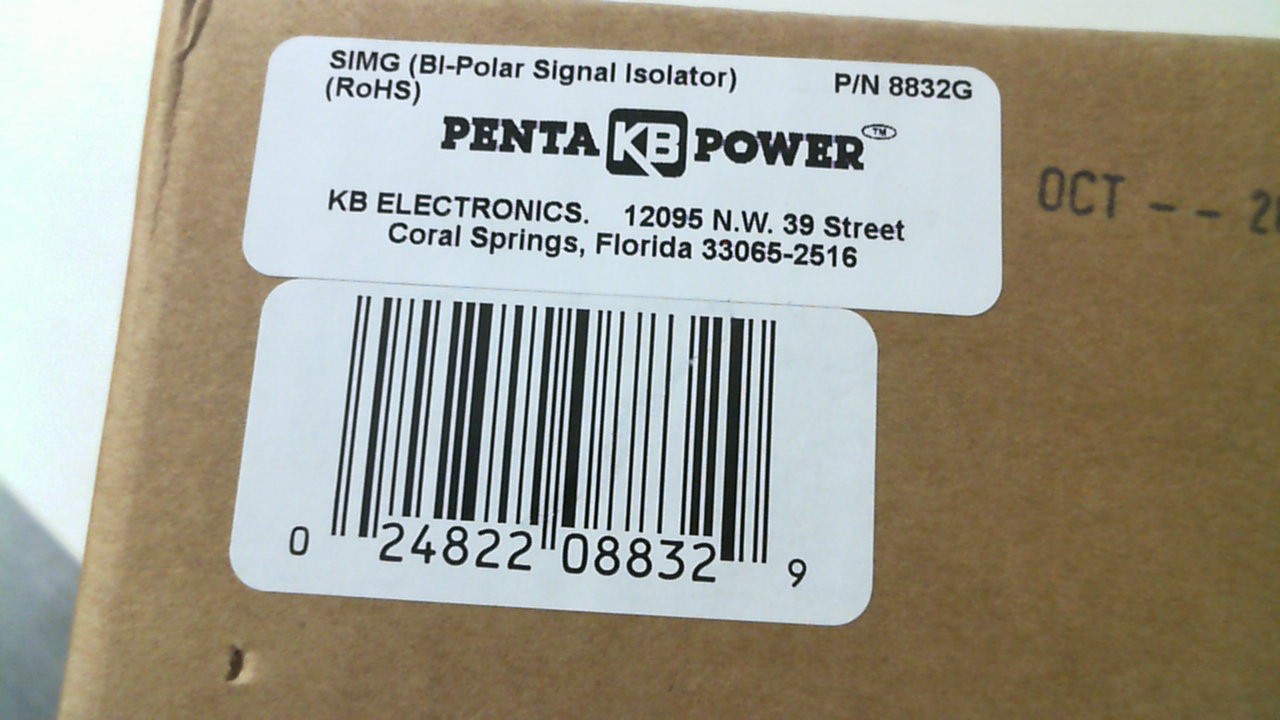 SIMG (BI-Polar Signal Isolator) P/N 8832G
(RoHS)
PENTA KB POWER TM
KB ELECTRONICS. 12095 N.W. 39 Street
Coral Springs, Florida 33065-2516
OCT - -
0 24822 08832 9